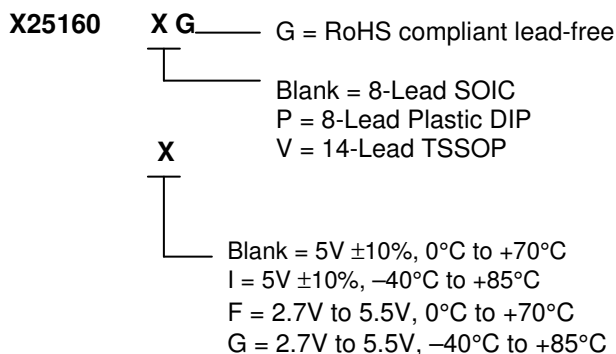 X25160 X G G = RoHS compliant lead-free
Blank = 8-Lead SOIC
P = 8-Lead Plastic DIP
V = 14-Lead TSSOP
X
Blank = 5V ±10%, 0°C to +70°C
I = 5V ±10%, –40°C to +85°C
F = 2.7V to 5.5V, 0°C to +70°C
G = 2.7V to 5.5V, –40°C to +85°C